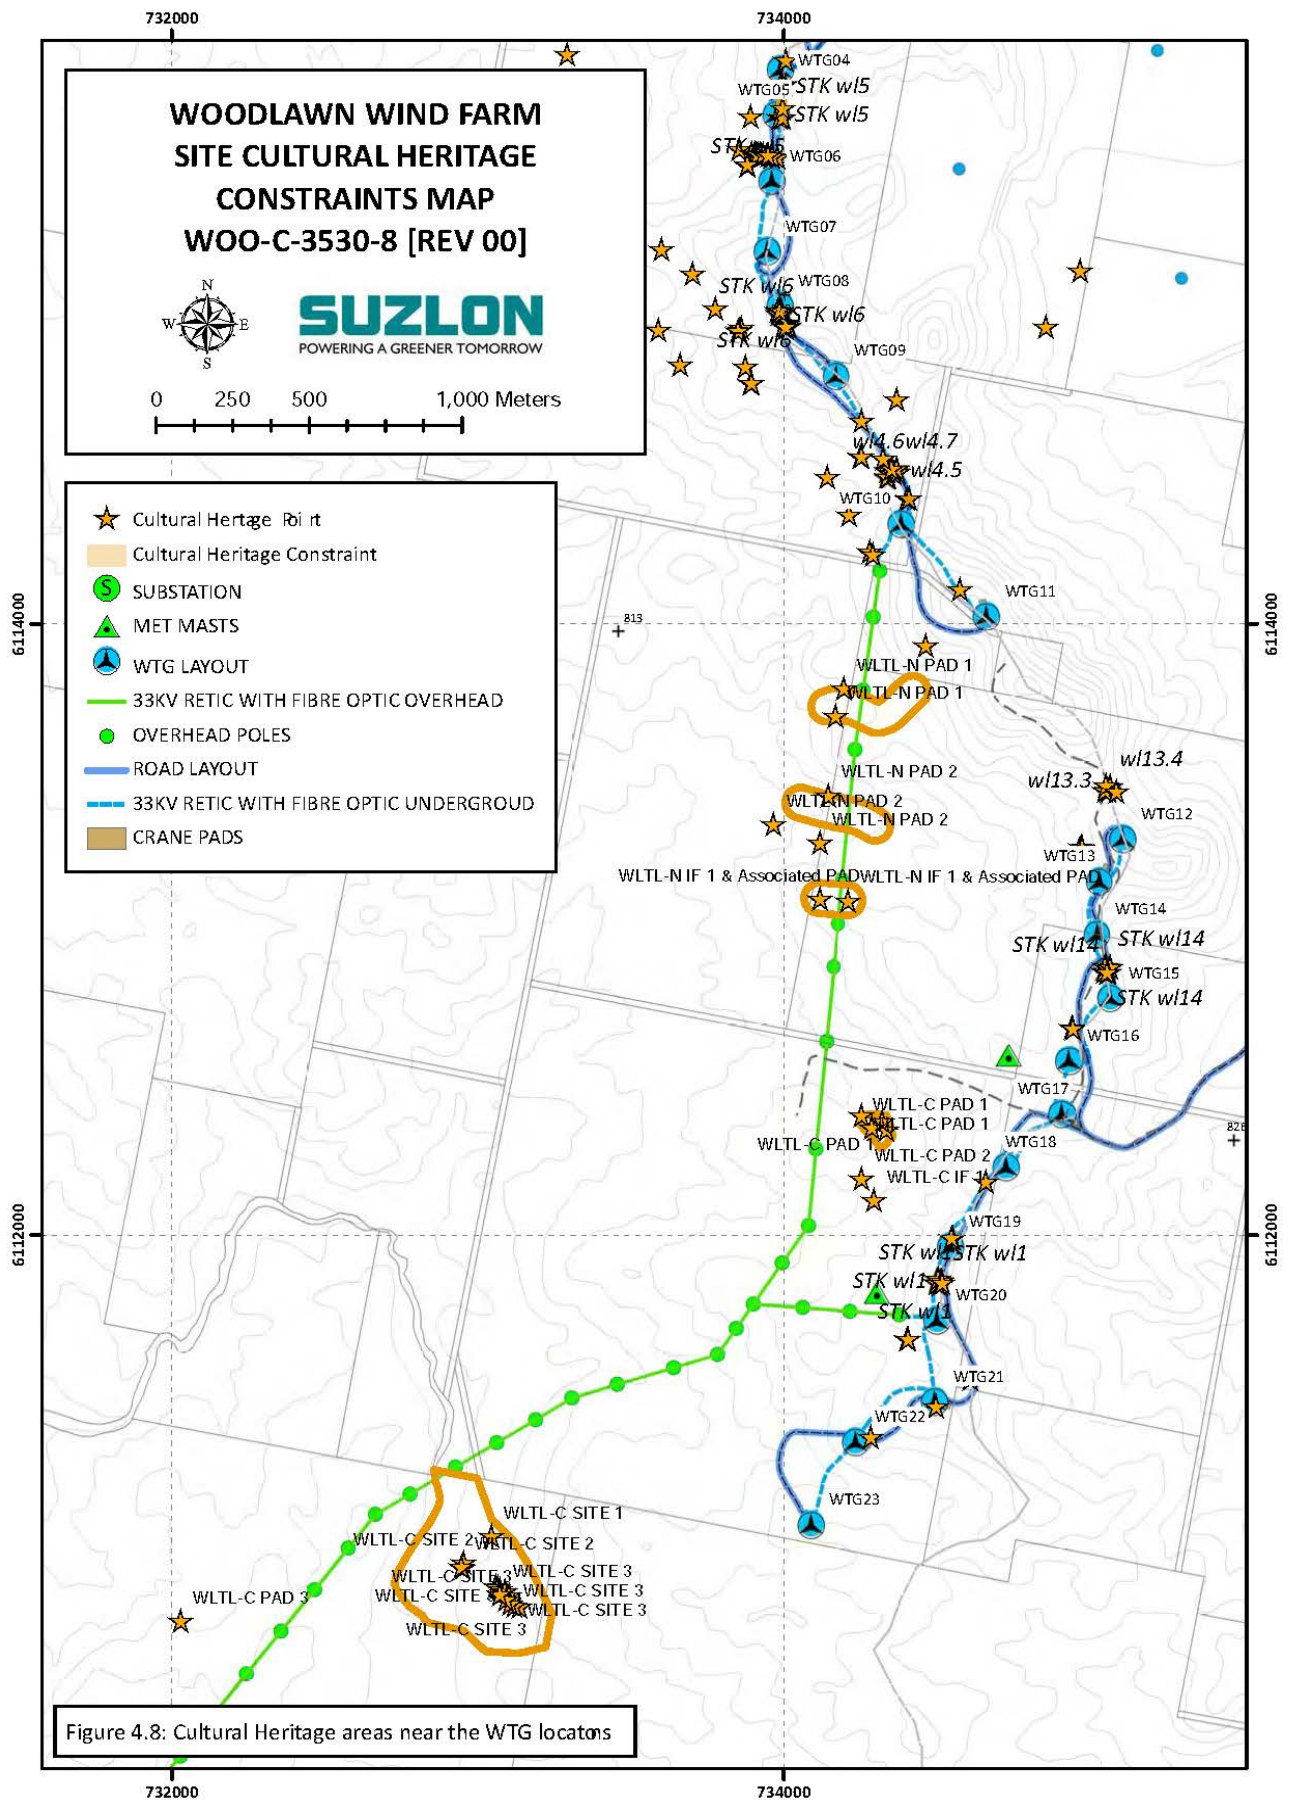 732000
734000
WOODLAWN WIND FARM
SITE CULTURAL HERITAGE
CONSTRAINTS MAP
WOO-C-3530-8 [REV 00]
N
W
E
S
SUZLON
POWERING A GREENER TOMORROW
0 250 500 1,000 Meters
Cultural Heritage Point
Cultural Heritage Constraint
S SUBSTATION
MET MASTS
WTG LAYOUT
33KV RETIC WITH FIBRE OPTIC OVERHEAD
OVERHEAD POLES
ROAD LAYOUT
33KV RETIC WITH FIBRE OPTIC UNDERGROUD
CRANE PADS
WTG04
STK wl5
WTG05
STK wl5
WTG06
WTG07
WTG08
STK wl6
STK wl6
STK wl6
WTG09
wl4.6wl4.7
wl4.5
WTG10
WTG11
6114000
6114000
813
WLTL-N PAD 1
WLTL-N PAD 1
wl13.4
wl13.3
WLTL-N PAD 2
WLTL-N PAD 2
WLTL-N PAD 2
WTG12
WTG13
WLTL-N IF 1 & Associated PAD
WLTL-N IF 1 & Associated PAD
WTG14
STK wl14
STK wl14
WTG15
STK wl14
WTG16
WTG17
WLTL-C PAD 1
WLTL-C PAD 1
WLTL-C PAD 1
WTG18
WLTL-C PAD 2
WLTL-C IF 1
WTG19
6112000
6112000
STK wl1
STK wl1
STK wl1
WTG20
STK wl1
WTG21
WTG22
WTG23
WLTL-C SITE 1
WLTL-C SITE 2
WLTL-C SITE 2
WLTL-C SITE 3
WLTL-C SITE 3
WLTL-C SITE
WLTL-C SITE 3
WLTL-C SITE 3
WLTL-C SITE 3
WLTL-C PAD 3
Figure 4.8: Cultural Heritage areas near the WTG locatons
732000
734000